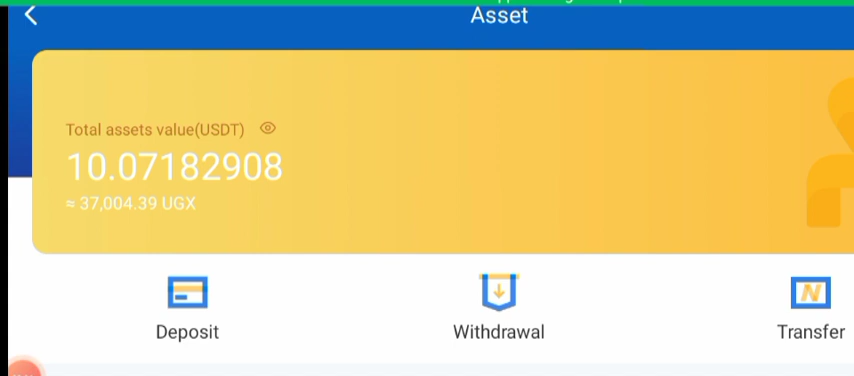 Asset
Total assets value(USDT)
10.07182908
≈ 37,004.39 UGX
Deposit
Withdrawal
Transfer